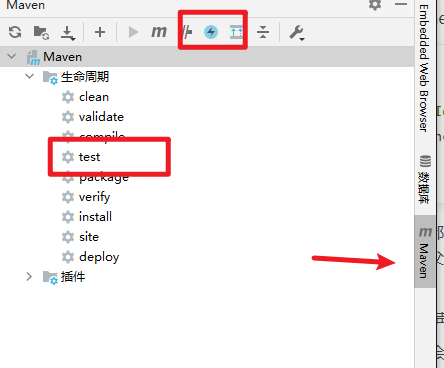 Maven
Maven
生命周期
clean
validate
compile
test
package
verify
install
site
deploy
插件
Embedded Web Browser
数据库
Maven